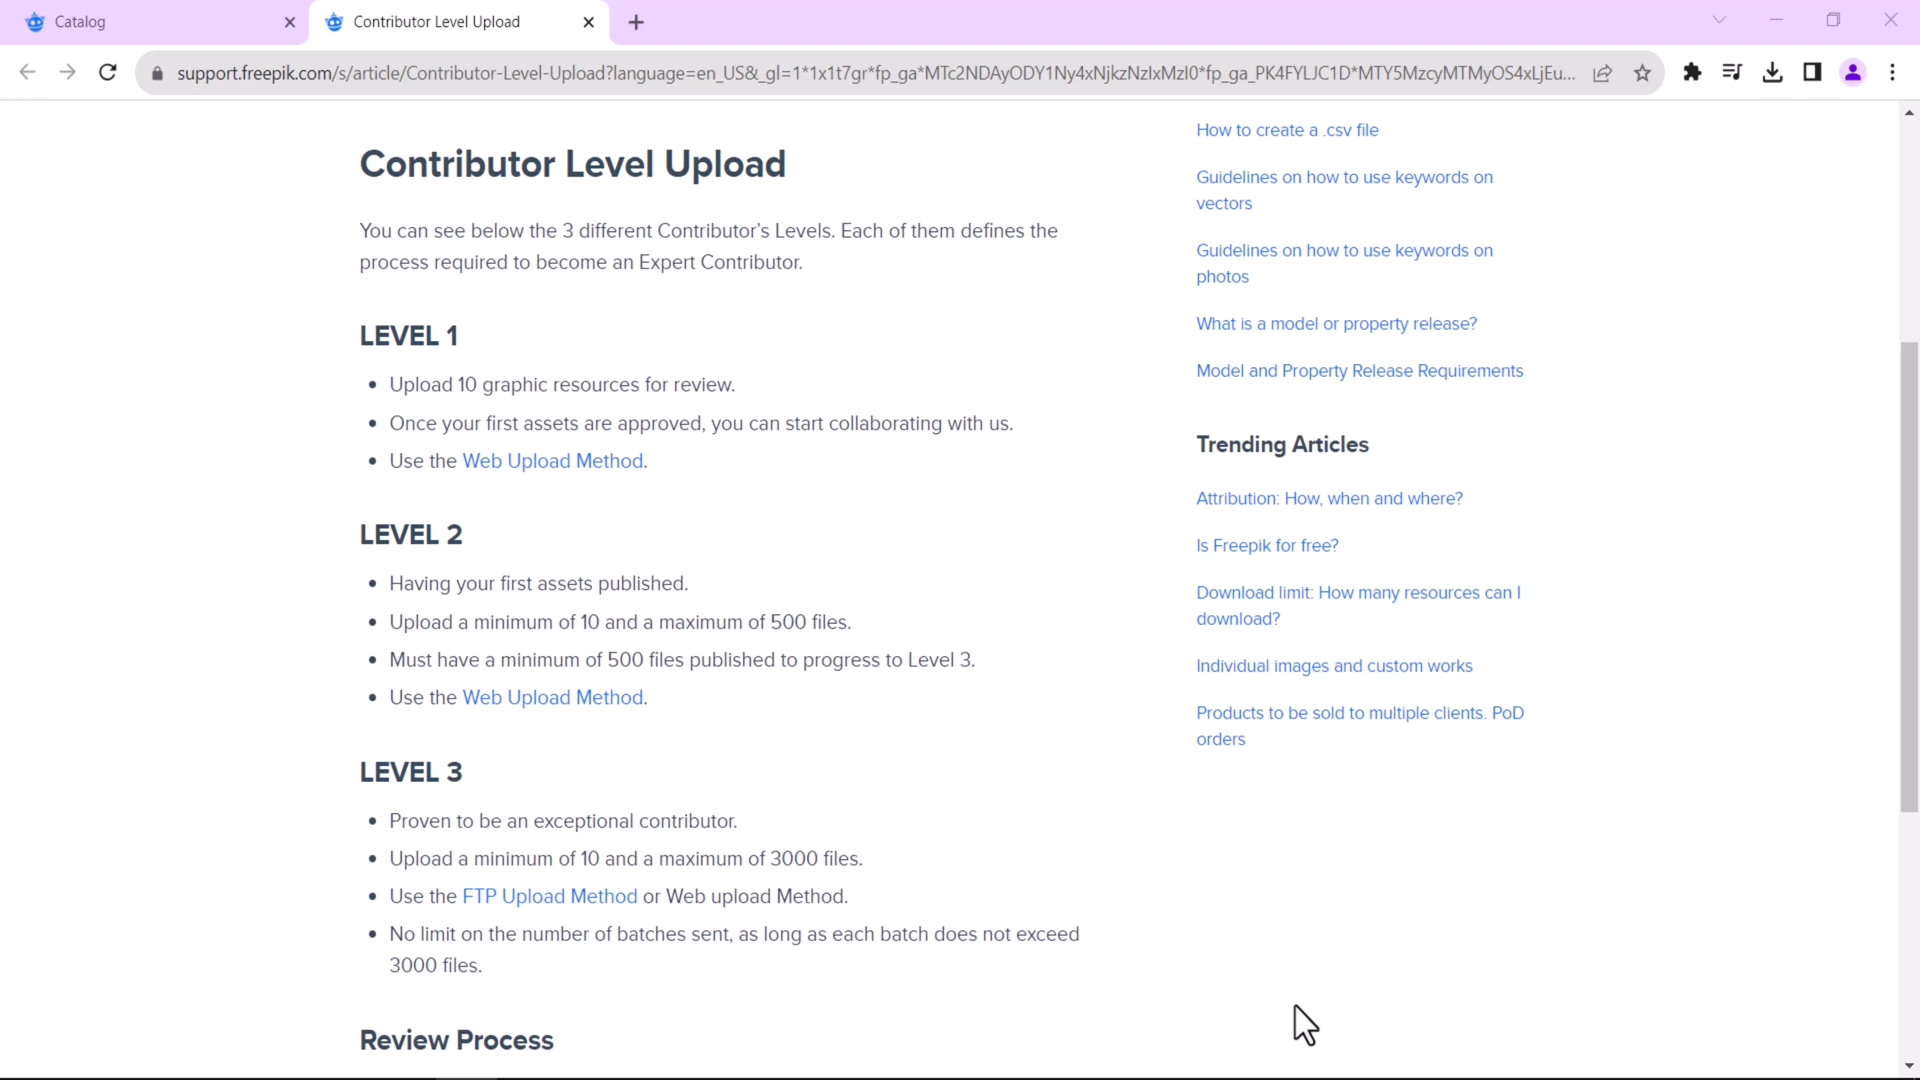 Catalog
Contributor Level Upload
support.freepik.com/s/article/Contributor-Level-Upload?language=en_US&_gl=1*1x1t7gr*fp_ga*MTc2NDAyODY1Ny4xNjkzNzIxMzI0*fp_ga_PK4FYLJC1D*MTY5MzcyMTMyOS4xLjEu...
Contributor Level Upload
You can see below the 3 different Contributor's Levels. Each of them defines the
process required to become an Expert Contributor.
LEVEL 1
• Upload 10 graphic resources for review.
• Once your first assets are approved, you can start collaborating with us.
• Use the Web Upload Method.
LEVEL 2
• Having your first assets published.
• Upload a minimum of 10 and a maximum of 500 files.
• Must have a minimum of 500 files published to progress to Level 3.
• Use the Web Upload Method.
LEVEL 3
• Proven to be an exceptional contributor.
• Upload a minimum of 10 and a maximum of 3000 files.
• Use the FTP Upload Method or Web upload Method.
• No limit on the number of batches sent, as long as each batch does not exceed
3000 files.
Review Process
How to create a .csv file
Guidelines on how to use keywords on
vectors
Guidelines on how to use keywords on
photos
What is a model or property release?
Model and Property Release Requirements
Trending Articles
Attribution: How, when and where?
Is Freepik for free?
Download limit: How many resources can I
download?
Individual images and custom works
Products to be sold to multiple clients. PoD
orders